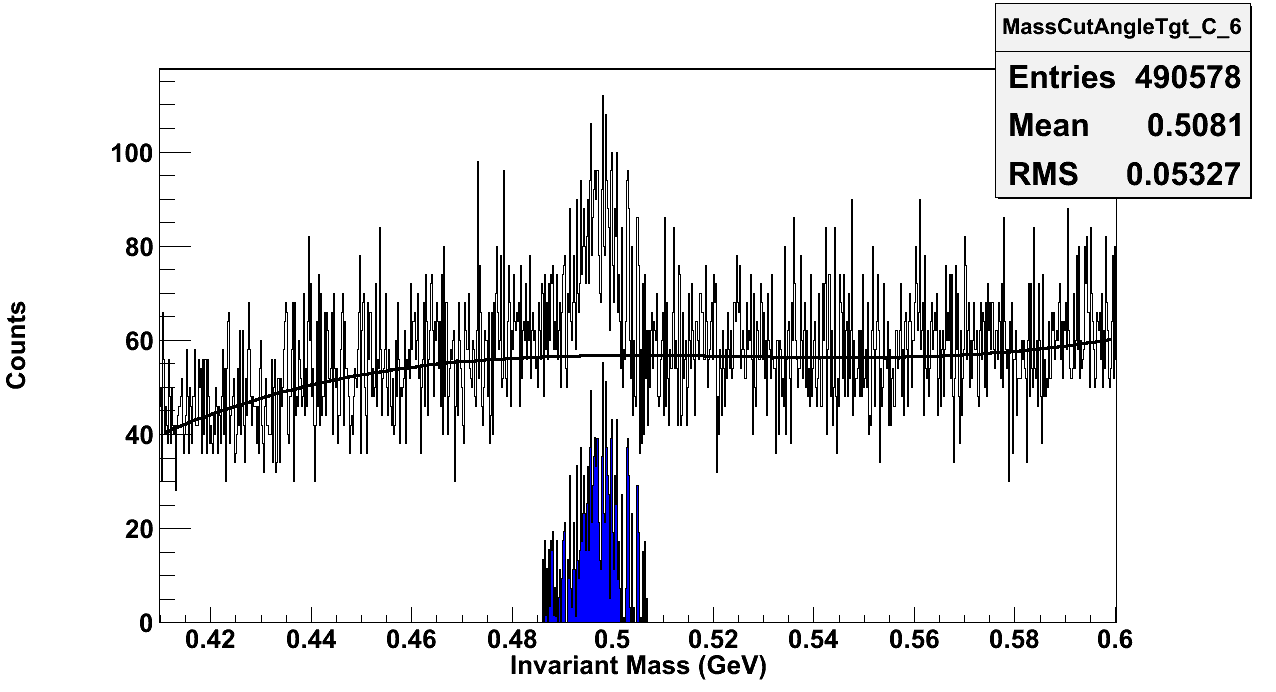 MassCutAngleTgt_C_6
Entries 490578
Mean 0.5081
RMS 0.05327
Counts
100
80
60
40
20
0
0.42 0.44 0.46 0.48 0.5 0.52 0.54 0.56 0.58 0.6
Invariant Mass (GeV)